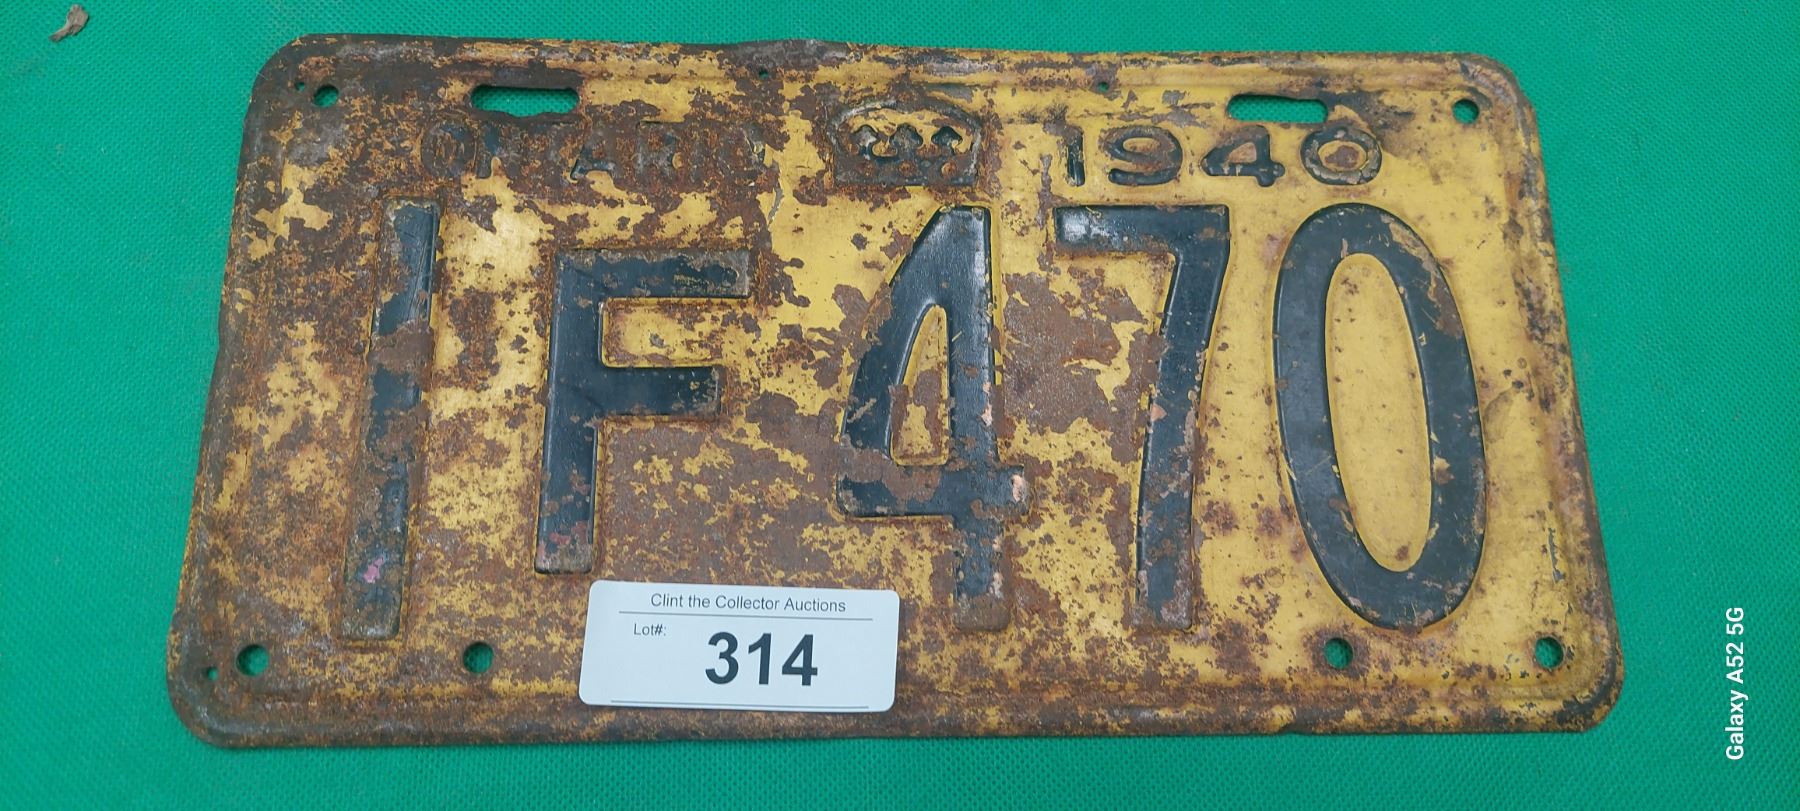 ONTARIO 1940
1F470
Clint the Collector Auctions
Lot#: 314
Galaxy A52 5G